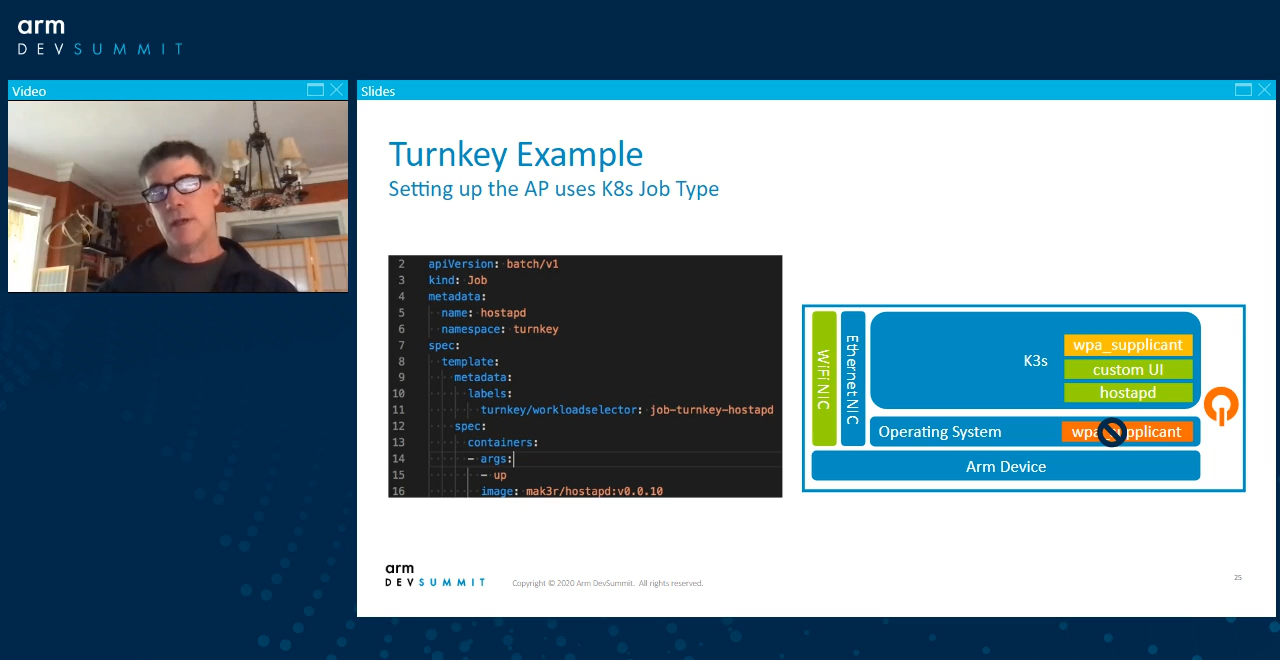 arm
DEVSUMMIT
Video
Slides
Turnkey Example
Setting up the AP uses K8s Job Type
2 apiVersion: batch/v1
3 kind: Job
4 metadata:
5 name: hostapd
6 namespace: turnkey
7 spec:
8 template:
9 metadata:
10 labels:
11 turnkey/workloadselector: job-turnkey-hostapd
12 spec:
13 containers:
14 - args:
15 - up
16 image: mak3r/hostapd:v0.0.10
WiFi NIC
Ethernet NIC
K3s
wpa_supplicant
custom UI
hostapd
Operating System
wpa_supplicant
Arm Device
arm
DEVSUMMIT
Copyright © 2020 Arm DevSummit. All rights reserved.
25